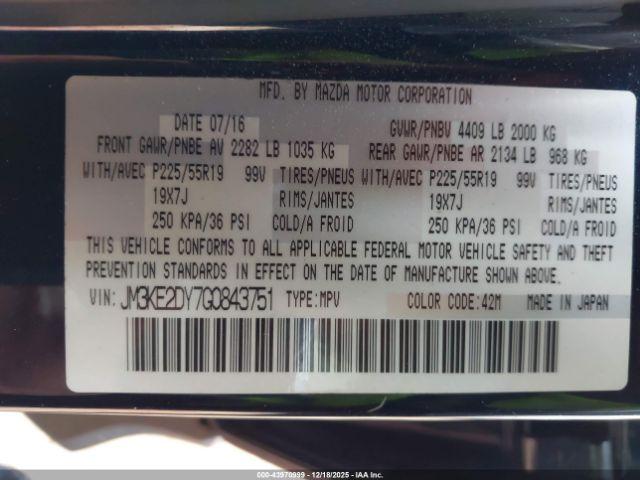 MFD. BY MAZDA MOTOR CORPORATION
DATE 07/16 GVWR/PNBV 4409 LB 2000 KG
FRONT GAWR/PNBE AV 2282 LB 1035 KG REAR GAWR/PNBE AR 2134 LB 968 KG
WITH/AVEC P225/55R19 99V TIRES/PNEUS WITH/AVEC P225/55R19 99V TIRES/PNEUS
19X7J RIMS/JANTES 19X7J RIMS/JANTES
250 KPA/36 PSI COLD/A FROID 250 KPA/36 PSI COLD/A FROID
THIS VEHICLE CONFORMS TO ALL APPLICABLE FEDERAL MOTOR VEHICLE SAFETY AND THEFT
PREVENTION STANDARDS IN EFFECT ON THE DATE OF MANUFACTURE SHOWN ABOVE.
VIN: JM3KE2DY7G0843751 TYPE: MPV COLOR CODE: 42M MADE IN JAPAN
000-43970999 - 12/18/2025 - IAA Inc.